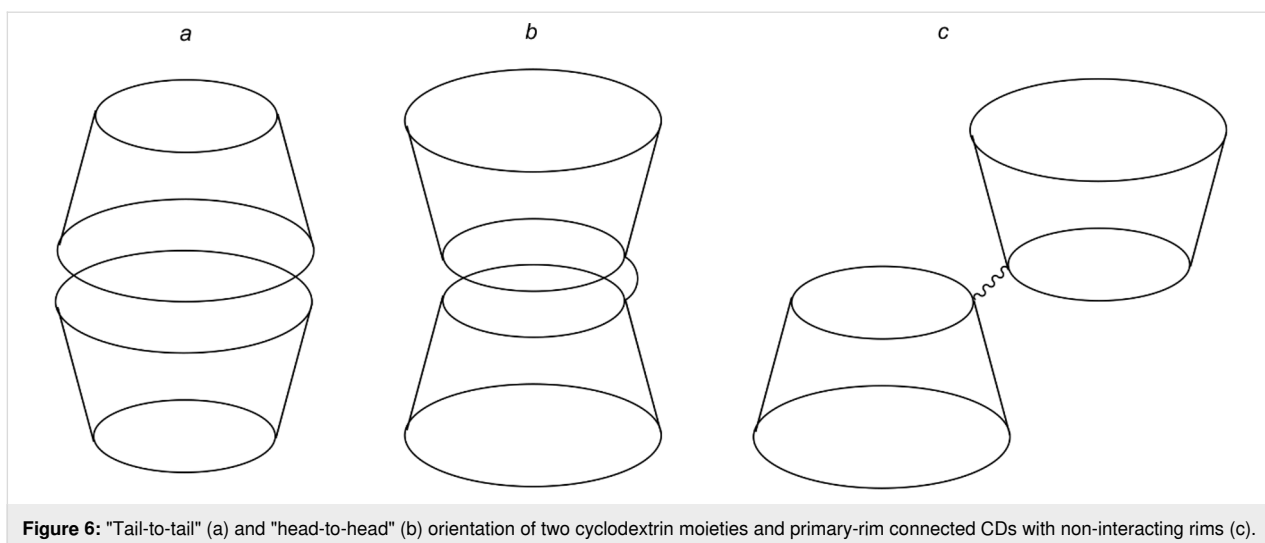 a b c
Figure 6: "Tail-to-tail" (a) and "head-to-head" (b) orientation of two cyclodextrin moieties and primary-rim connected CDs with non-interacting rims (c).